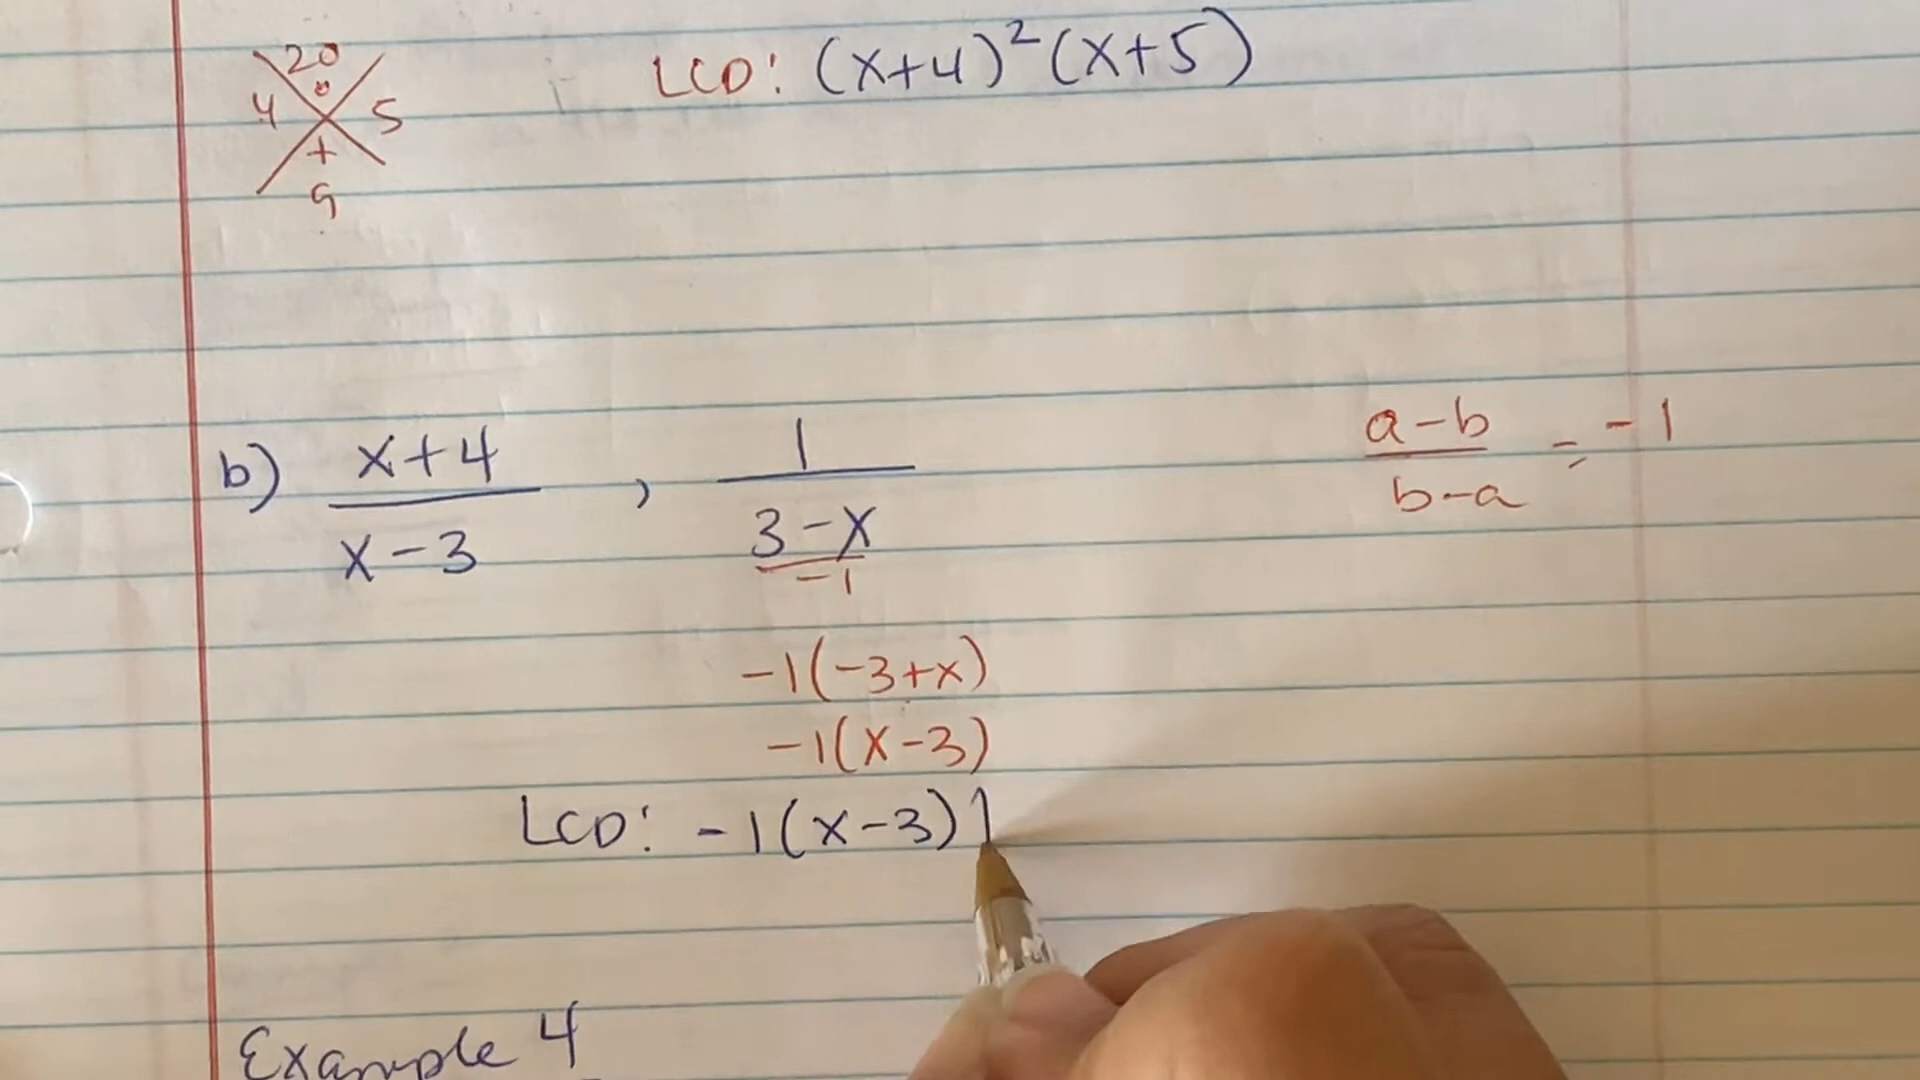 20
4 • 5
+
9
LCD: (x+4)²(x+5)
b) x+4 , 1
x-3 3-x
-1
a-b = -1
b-a
-1(-3+x)
-1(x-3)
LCD: -1(x-3)
Example 4